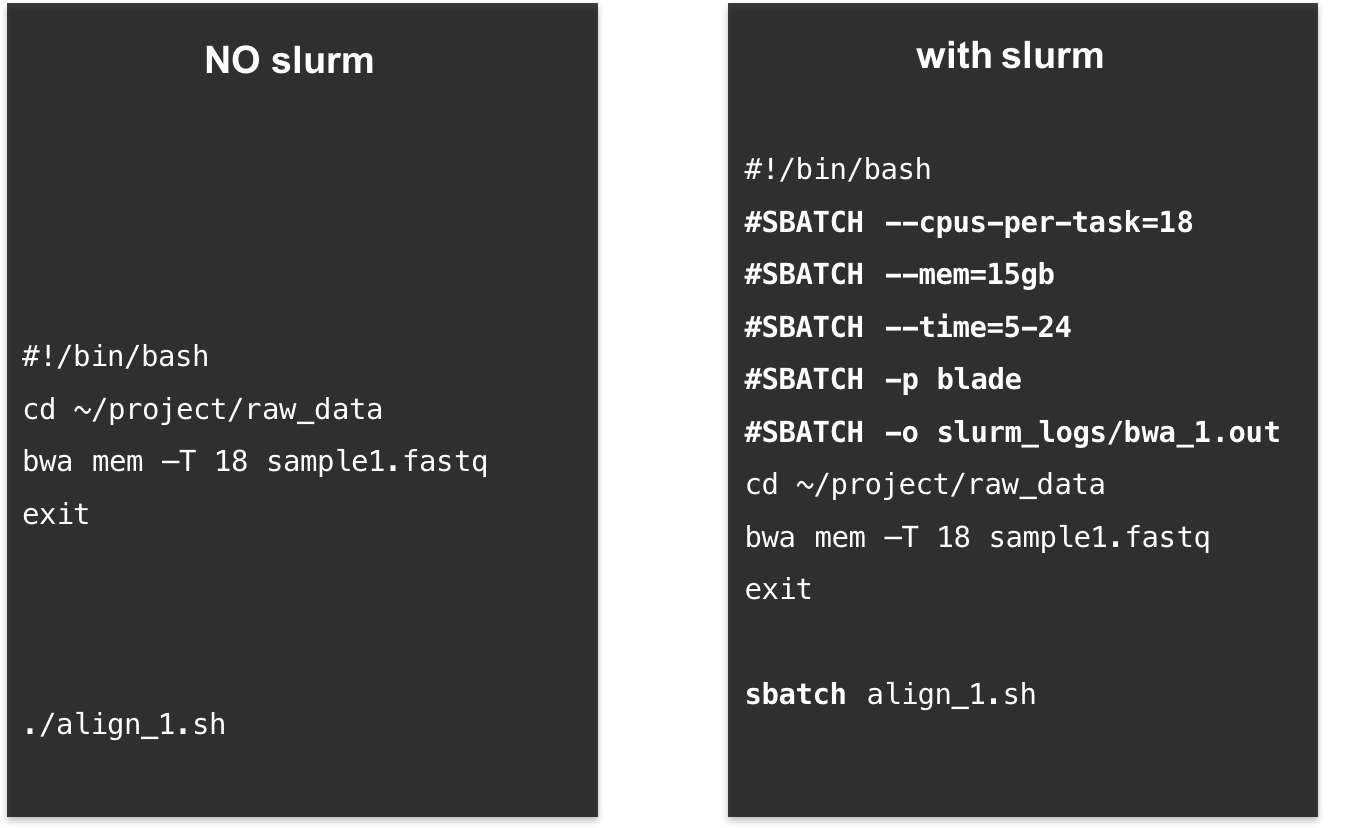 NO slurm
#!/bin/bash
cd ~/project/raw_data
bwa mem –T 18 sample1.fastq
exit
./align_1.sh
with slurm
#!/bin/bash
#SBATCH --cpus-per-task=18
#SBATCH --mem=15gb
#SBATCH --time=5-24
#SBATCH -p blade
#SBATCH -o slurm_logs/bwa_1.out
cd ~/project/raw_data
bwa mem –T 18 sample1.fastq
exit
sbatch align_1.sh